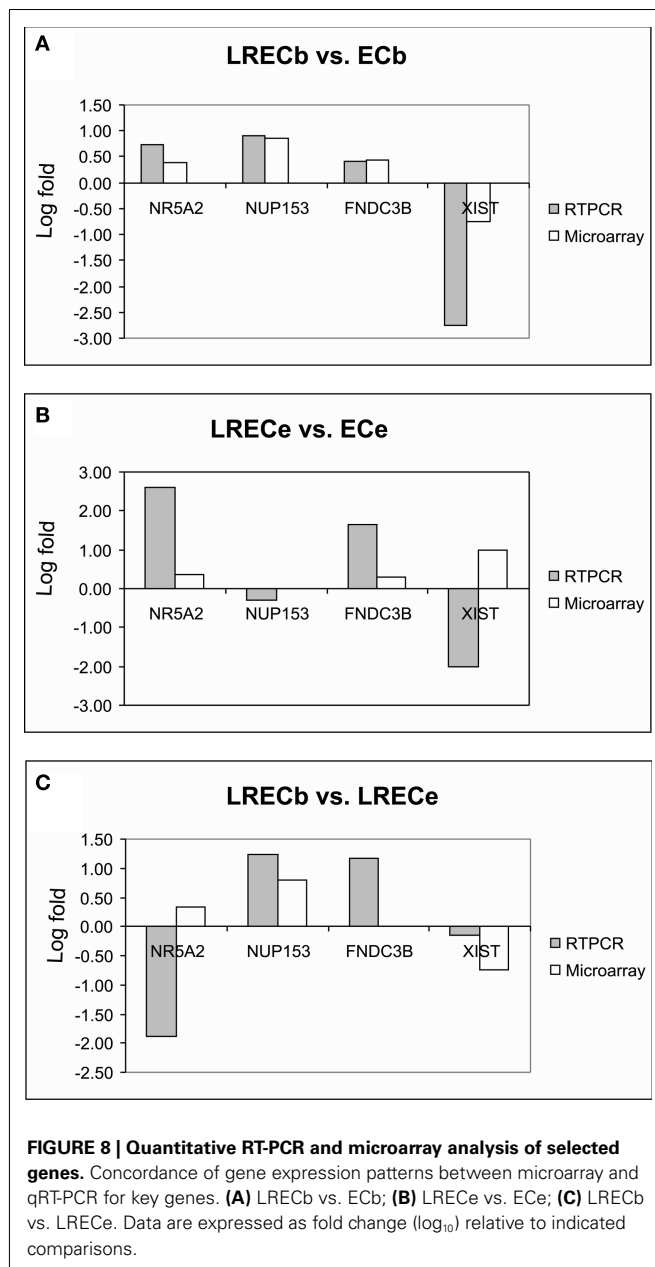 A
LRECb vs. ECb
1.50
1.00
0.50
0.00
-0.50
-1.00
-1.50
-2.00
-2.50
-3.00
Log fold
NR5A2 NUP153 FNDC3B XIST
RTPCR
Microarray
B
LRECe vs. ECe
3.00
2.00
1.00
0.00
-1.00
-2.00
-3.00
Log fold
NR5A2 NUP153 FNDC3B XIST
RTPCR
Microarray
C
LRECb vs. LRECe
1.50
1.00
0.50
0.00
-0.50
-1.00
-1.50
-2.00
-2.50
Log fold
NR5A2 NUP153 FNDC3B XIST
RTPCR
Microarray
FIGURE 8 | Quantitative RT-PCR and microarray analysis of selected
genes. Concordance of gene expression patterns between microarray and
qRT-PCR for key genes. (A) LRECb vs. ECb; (B) LRECe vs. ECe; (C) LRECb
vs. LRECe. Data are expressed as fold change (log₁₀) relative to indicated
comparisons.